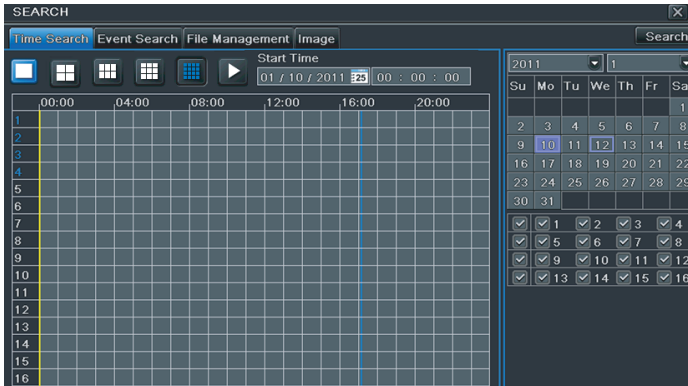 SEARCH
Time Search Event Search File Management Image Search
Start Time
01 / 10 / 2011 25 00 : 00 : 00
00:00 04:00 08:00 12:00 16:00 20:00
1
2
3
4
5
6
7
8
9
10
11
12
13
14
15
16
2011 1
Su Mo Tu We Th Fr Sa
1
2 3 4 5 6 7 8
9 10 11 12 13 14 15
16 17 18 19 20 21 22
23 24 25 26 27 28 29
30 31
1 2 3 4
5 6 7 8
9 10 11 12
13 14 15 16